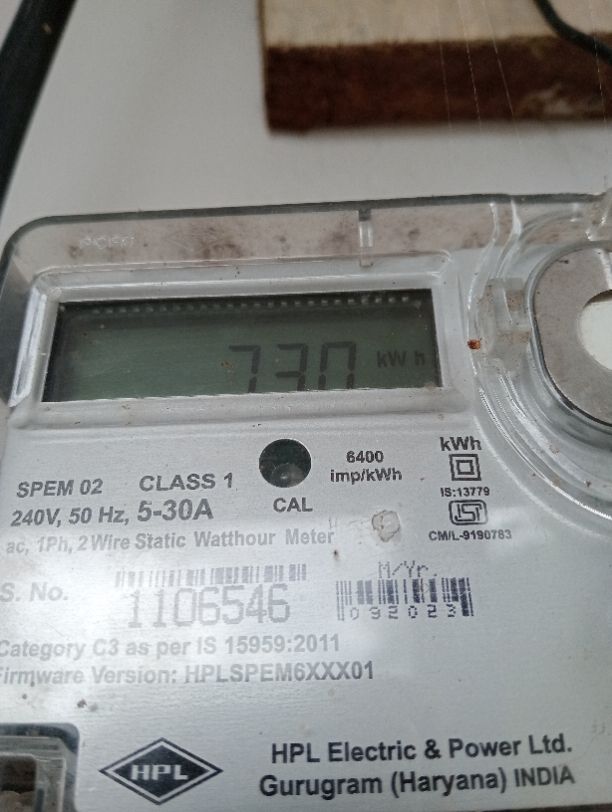 730 kWh
6400
imp/kWh
kWh
IS:13779
CM/L-9190783
SPEM 02 CLASS 1
240V, 50 Hz, 5-30A
CAL
ac, 1Ph, 2 Wire Static Watthour Meter
S. No.
1106546
M/Yr.
092023
Category C3 as per IS 15959:2011
Firmware Version: HPLSPEM6XXX01
HPL
HPL Electric & Power Ltd.
Gurugram (Haryana) INDIA